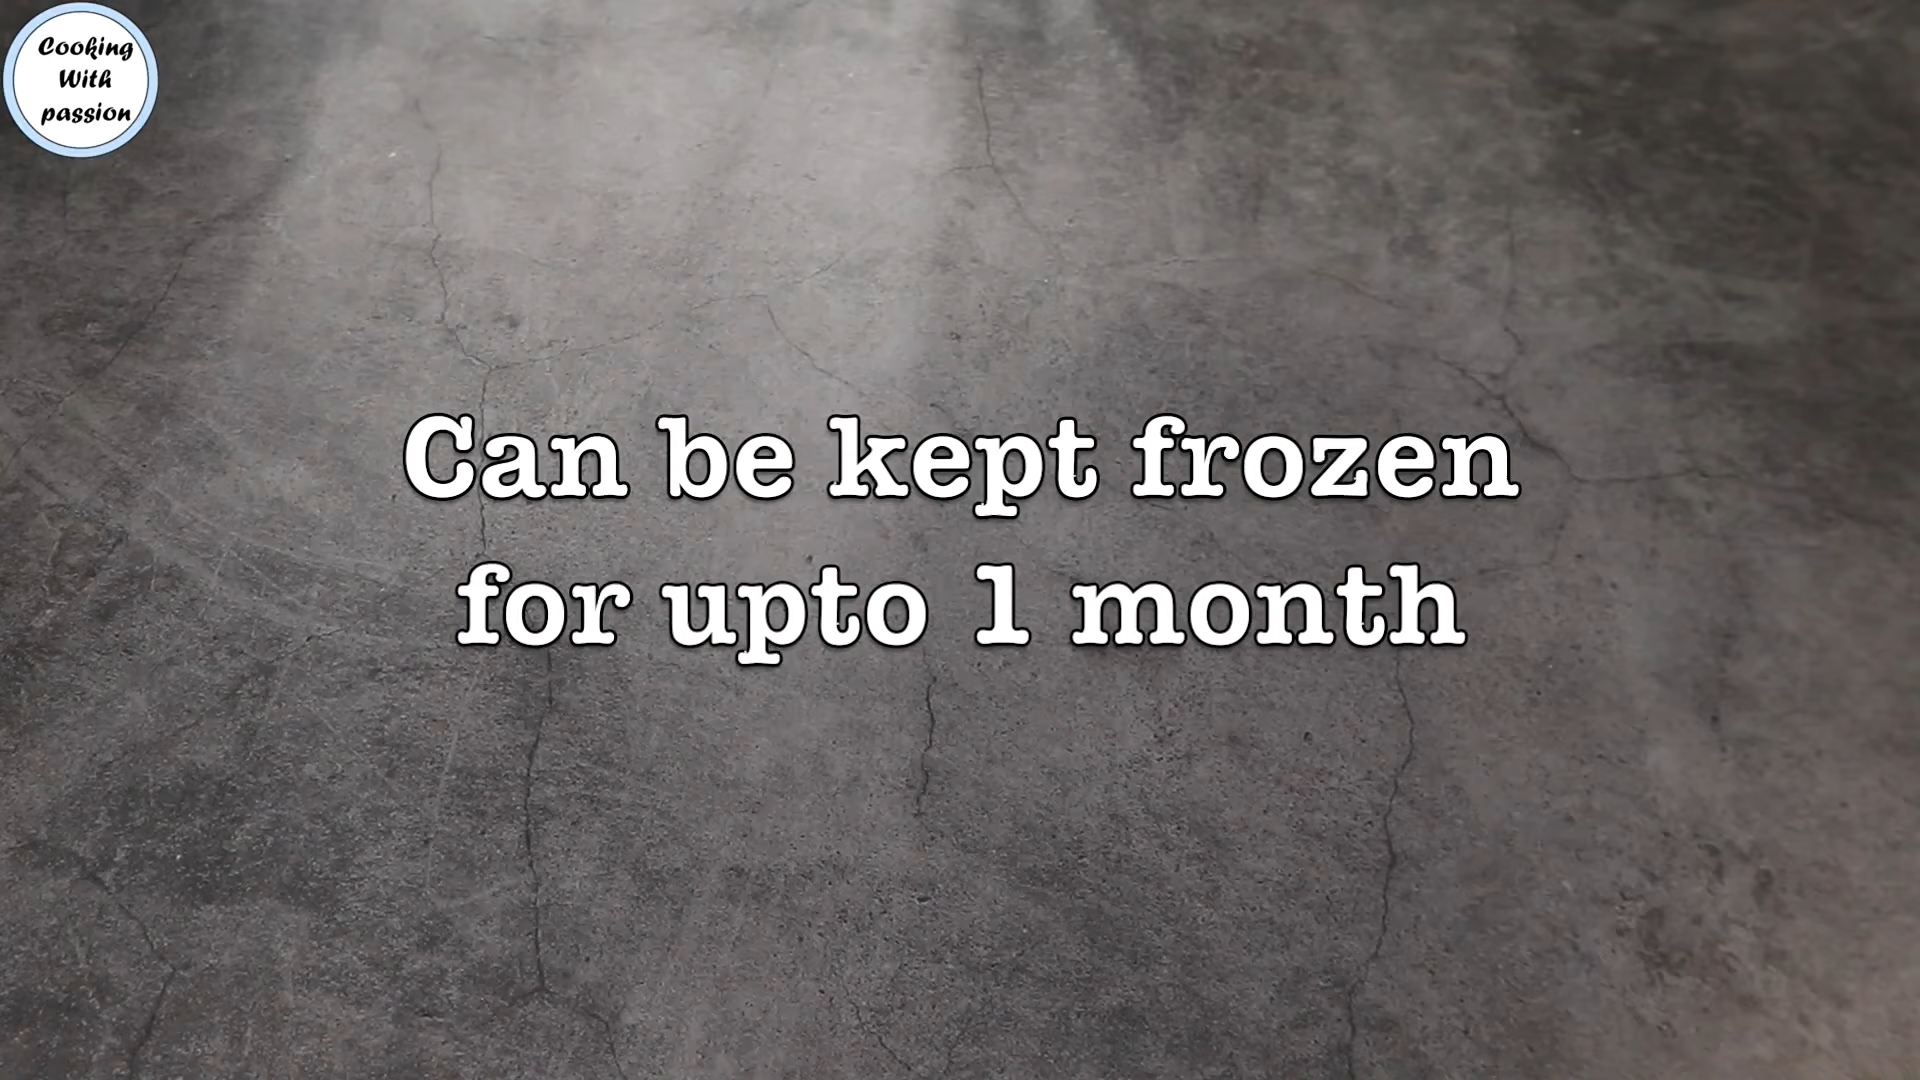 Cooking
With
passion
Can be kept frozen
for upto 1 month